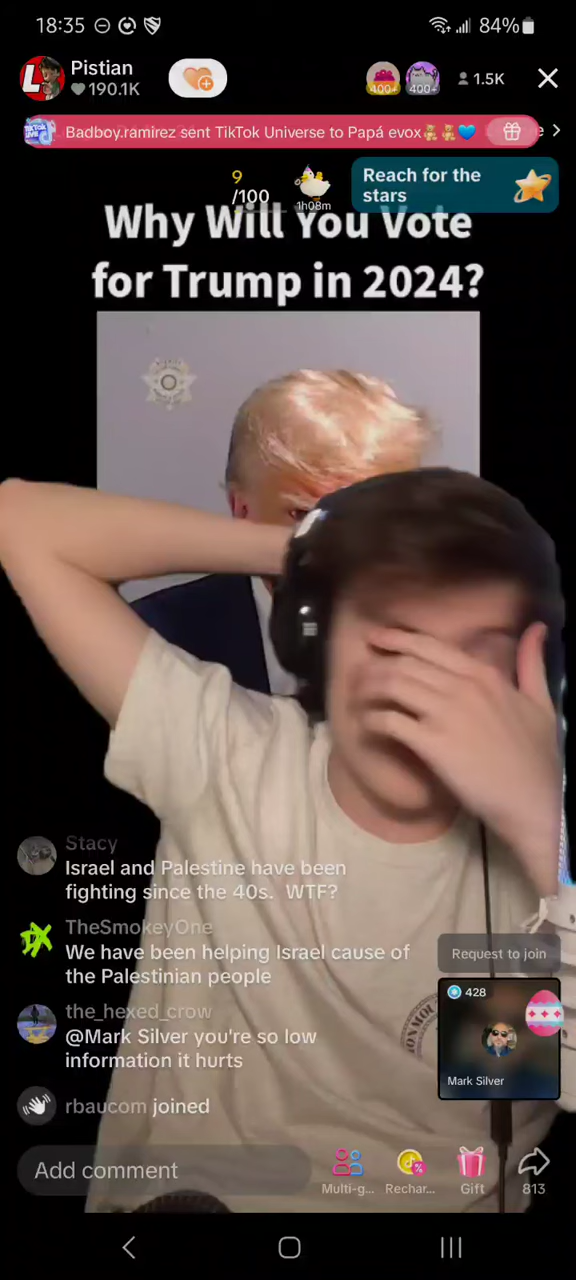 18:35
84%
Pistian
190.1K
400+
400+
1.5K
Badboy.ramirez sent TikTok Universe to Papá evox🧸🧸💙
9
/100
1h08m
Reach for the
stars
Why Will You Vote
for Trump in 2024?
Stacy
Israel and Palestine have been
fighting since the 40s. WTF?
TheSmokeyOne
We have been helping Israel cause of
the Palestinian people
Request to join
428
the_hexed_crow
@Mark Silver you're so low
information it hurts
Mark Silver
rbaucom joined
Add comment
Multi-g...
Rechar...
Gift
813